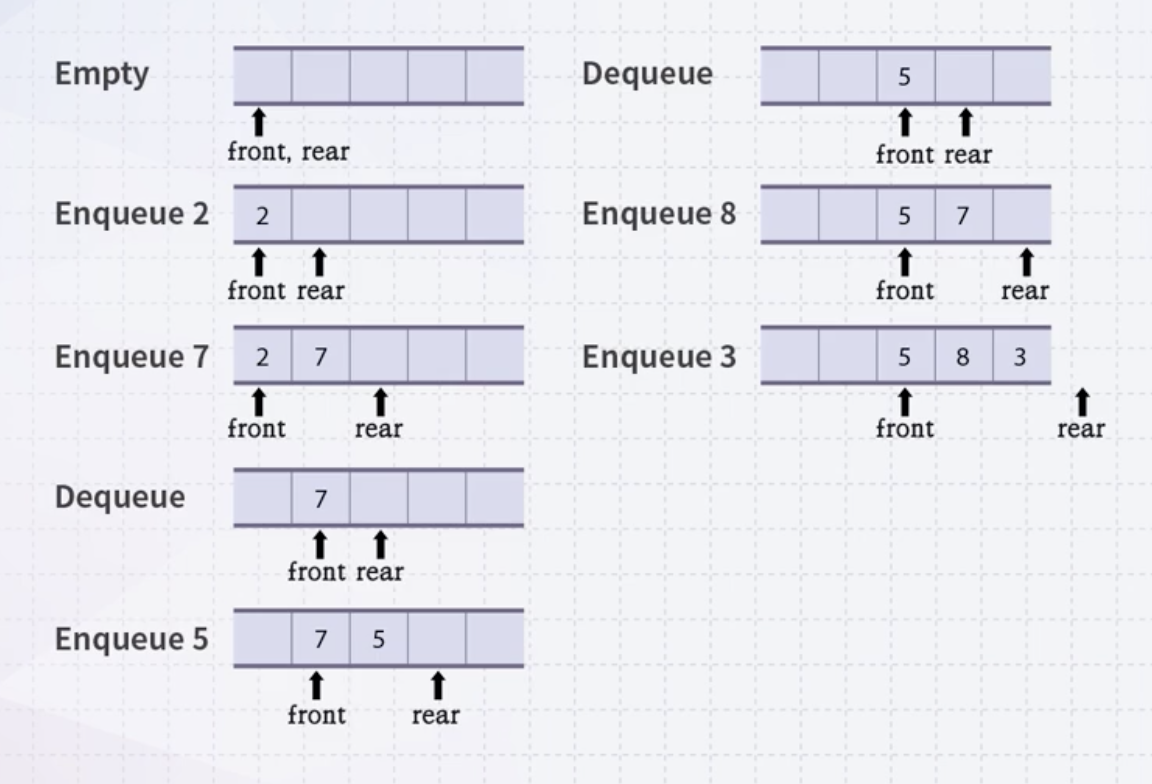 Empty
front, rear
Enqueue 2
2
front rear
Enqueue 7
2 7
front rear
Dequeue
7
front rear
Enqueue 5
7 5
front rear
Dequeue
5
front rear
Enqueue 8
5 7
front rear
Enqueue 3
5 8 3
front rear